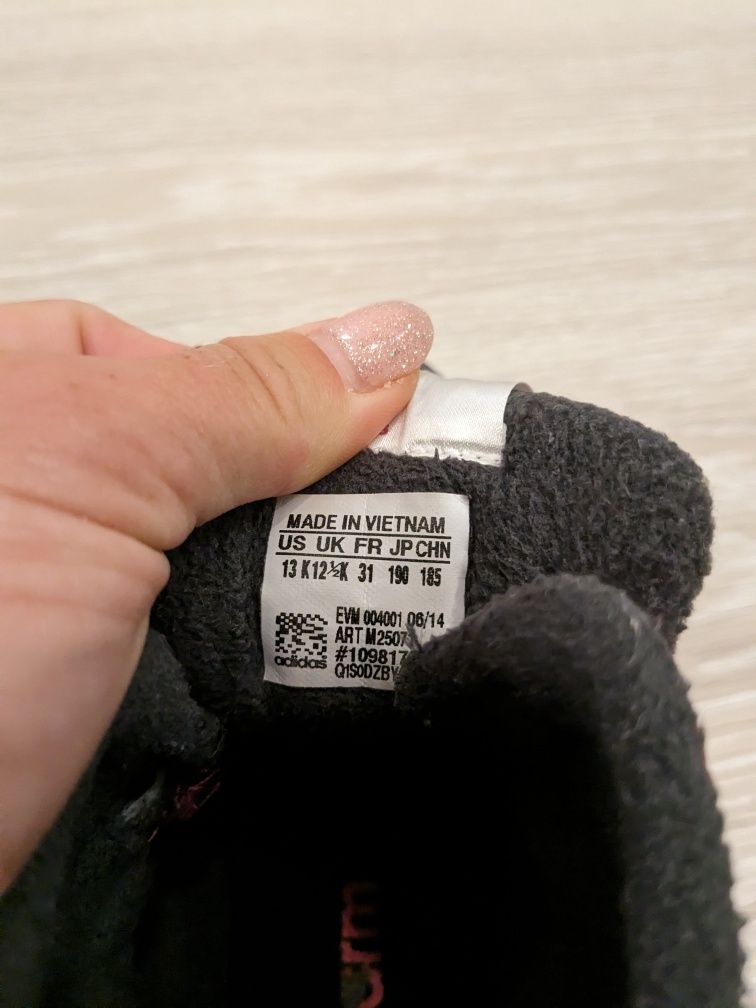 MADE IN VIETNAM
US UK FR JP CHN
13 K 12½K 31 190 185
EVM 004001 06/14
ART M2507
#109817
adidas
Q1S0DZBY